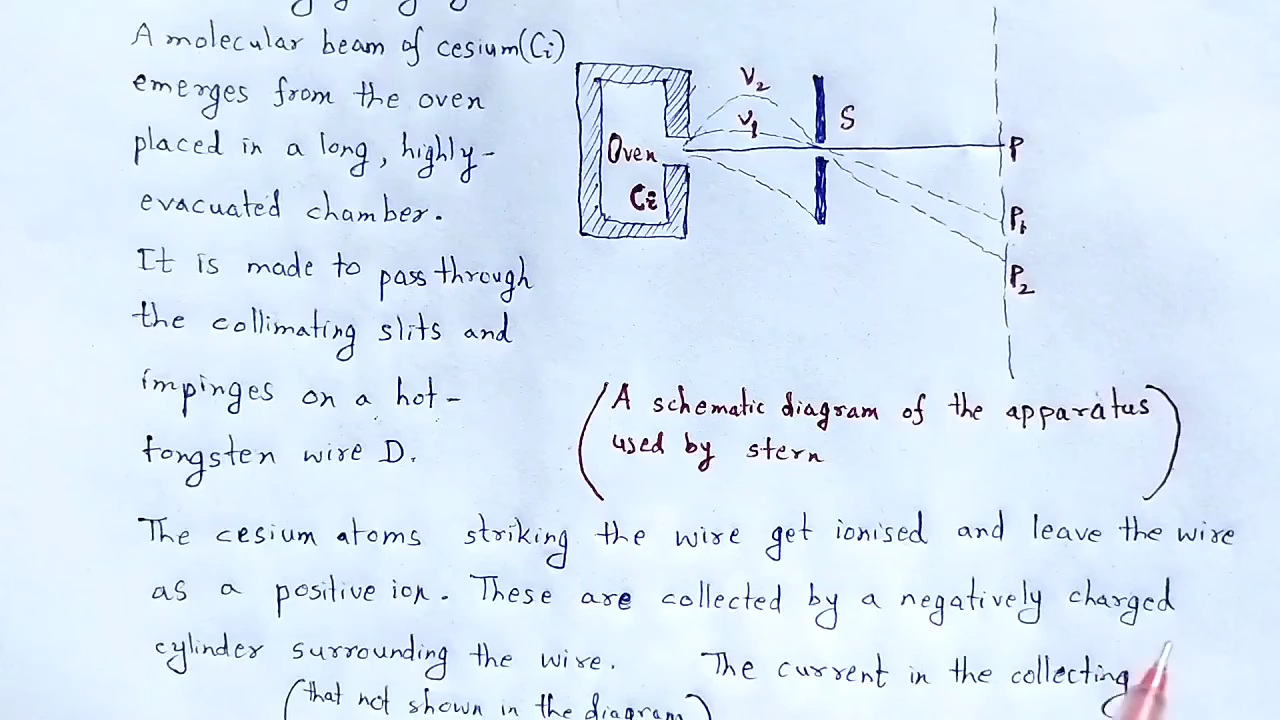 A molecular beam of cesium(Ci)
emerges from the oven
placed in a long, highly-
evacuated chamber.
It is made to pass through
the collimating slits and
impinges on a hot-
tongsten wire D.
V2
V1
S
Oven
Ci
P
P1
P2
(A schematic diagram of the apparatus
used by stern)
The cesium atoms striking the wire get ionised and leave the wire
as a positive ion. These are collected by a negatively charged
cylinder surrounding the wire. The current in the collecting
(that not shown in the diagram)